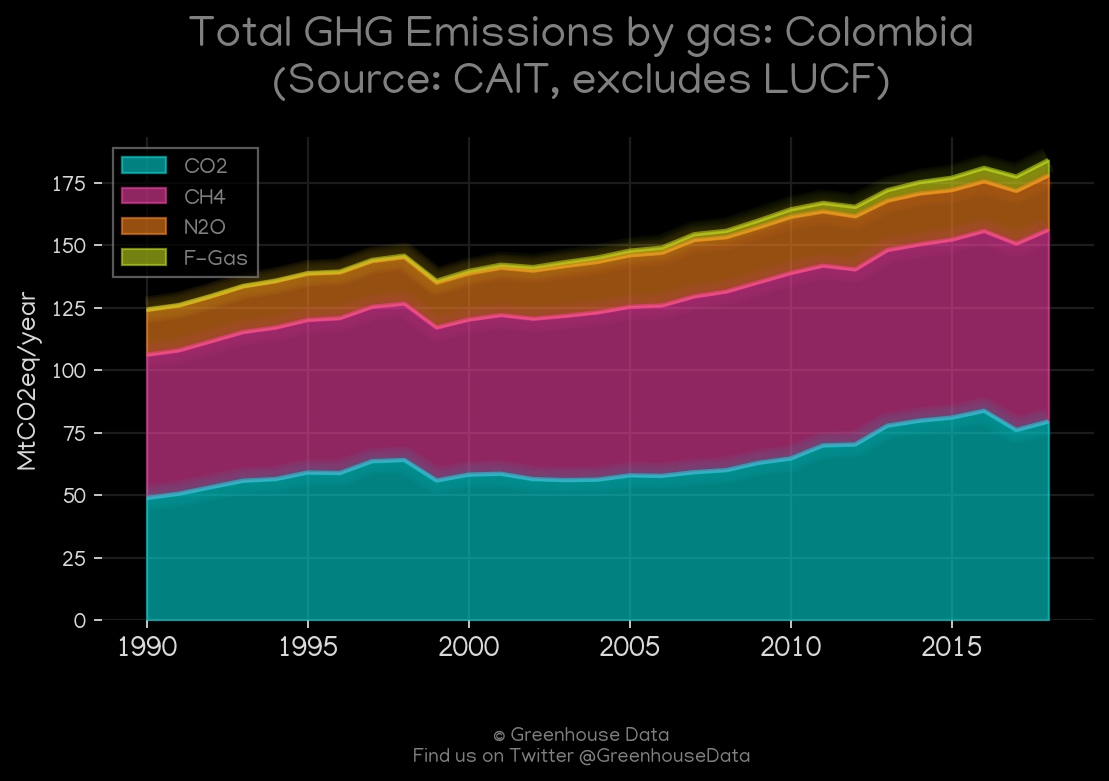 Total GHG Emissions by gas: Colombia
(Source: CAIT, excludes LUCF)
CO2
CH4
N2O
F-Gas
MtCO2eq/year
175
150
125
100
75
50
25
0
1990 1995 2000 2005 2010 2015
© Greenhouse Data
Find us on Twitter @GreenhouseData